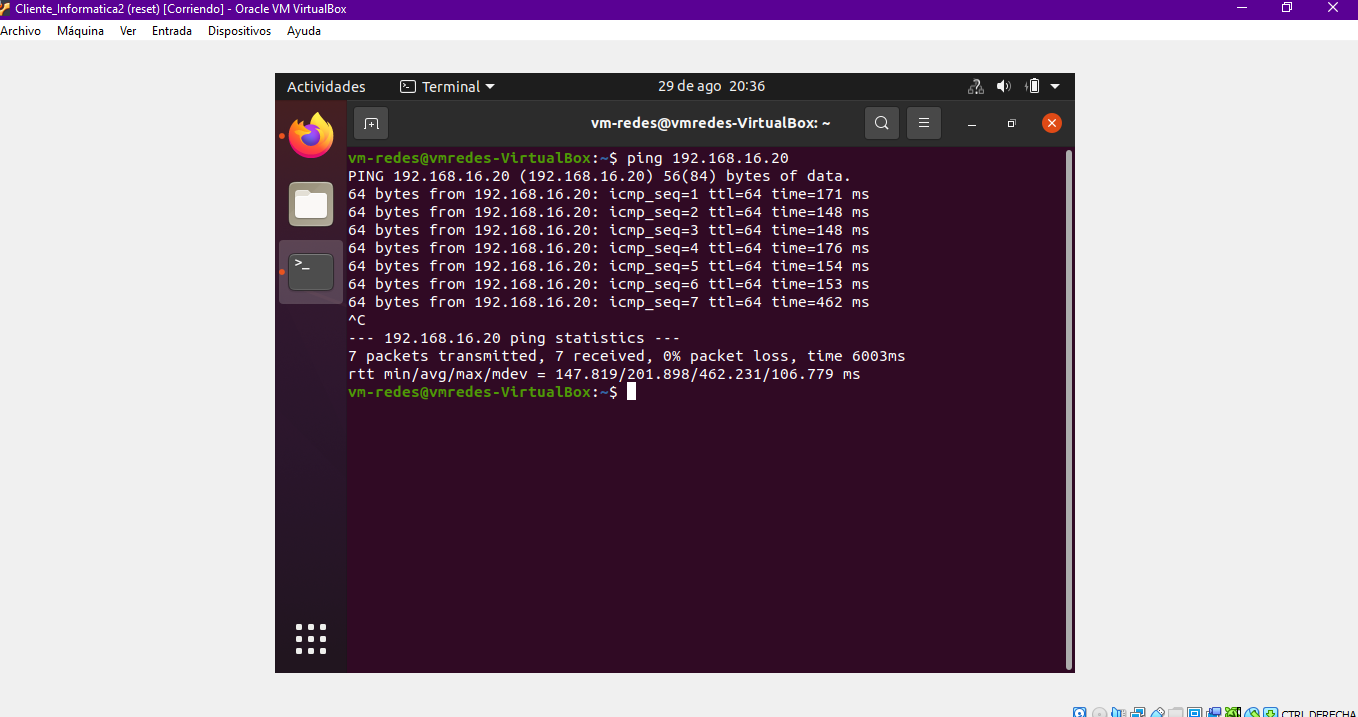 Cliente_Informatica2 (reset) [Corriendo] - Oracle VM VirtualBox
Archivo Máquina Ver Entrada Dispositivos Ayuda
Actividades Terminal 29 de ago 20:36
vm-redes@vmredes-VirtualBox: ~
vm-redes@vmredes-VirtualBox:~$ ping 192.168.16.20
PING 192.168.16.20 (192.168.16.20) 56(84) bytes of data.
64 bytes from 192.168.16.20: icmp_seq=1 ttl=64 time=171 ms
64 bytes from 192.168.16.20: icmp_seq=2 ttl=64 time=148 ms
64 bytes from 192.168.16.20: icmp_seq=3 ttl=64 time=148 ms
64 bytes from 192.168.16.20: icmp_seq=4 ttl=64 time=176 ms
64 bytes from 192.168.16.20: icmp_seq=5 ttl=64 time=154 ms
64 bytes from 192.168.16.20: icmp_seq=6 ttl=64 time=153 ms
64 bytes from 192.168.16.20: icmp_seq=7 ttl=64 time=462 ms
^C
--- 192.168.16.20 ping statistics ---
7 packets transmitted, 7 received, 0% packet loss, time 6003ms
rtt min/avg/max/mdev = 147.819/201.898/462.231/106.779 ms
vm-redes@vmredes-VirtualBox:~$
CTRL DERECHA